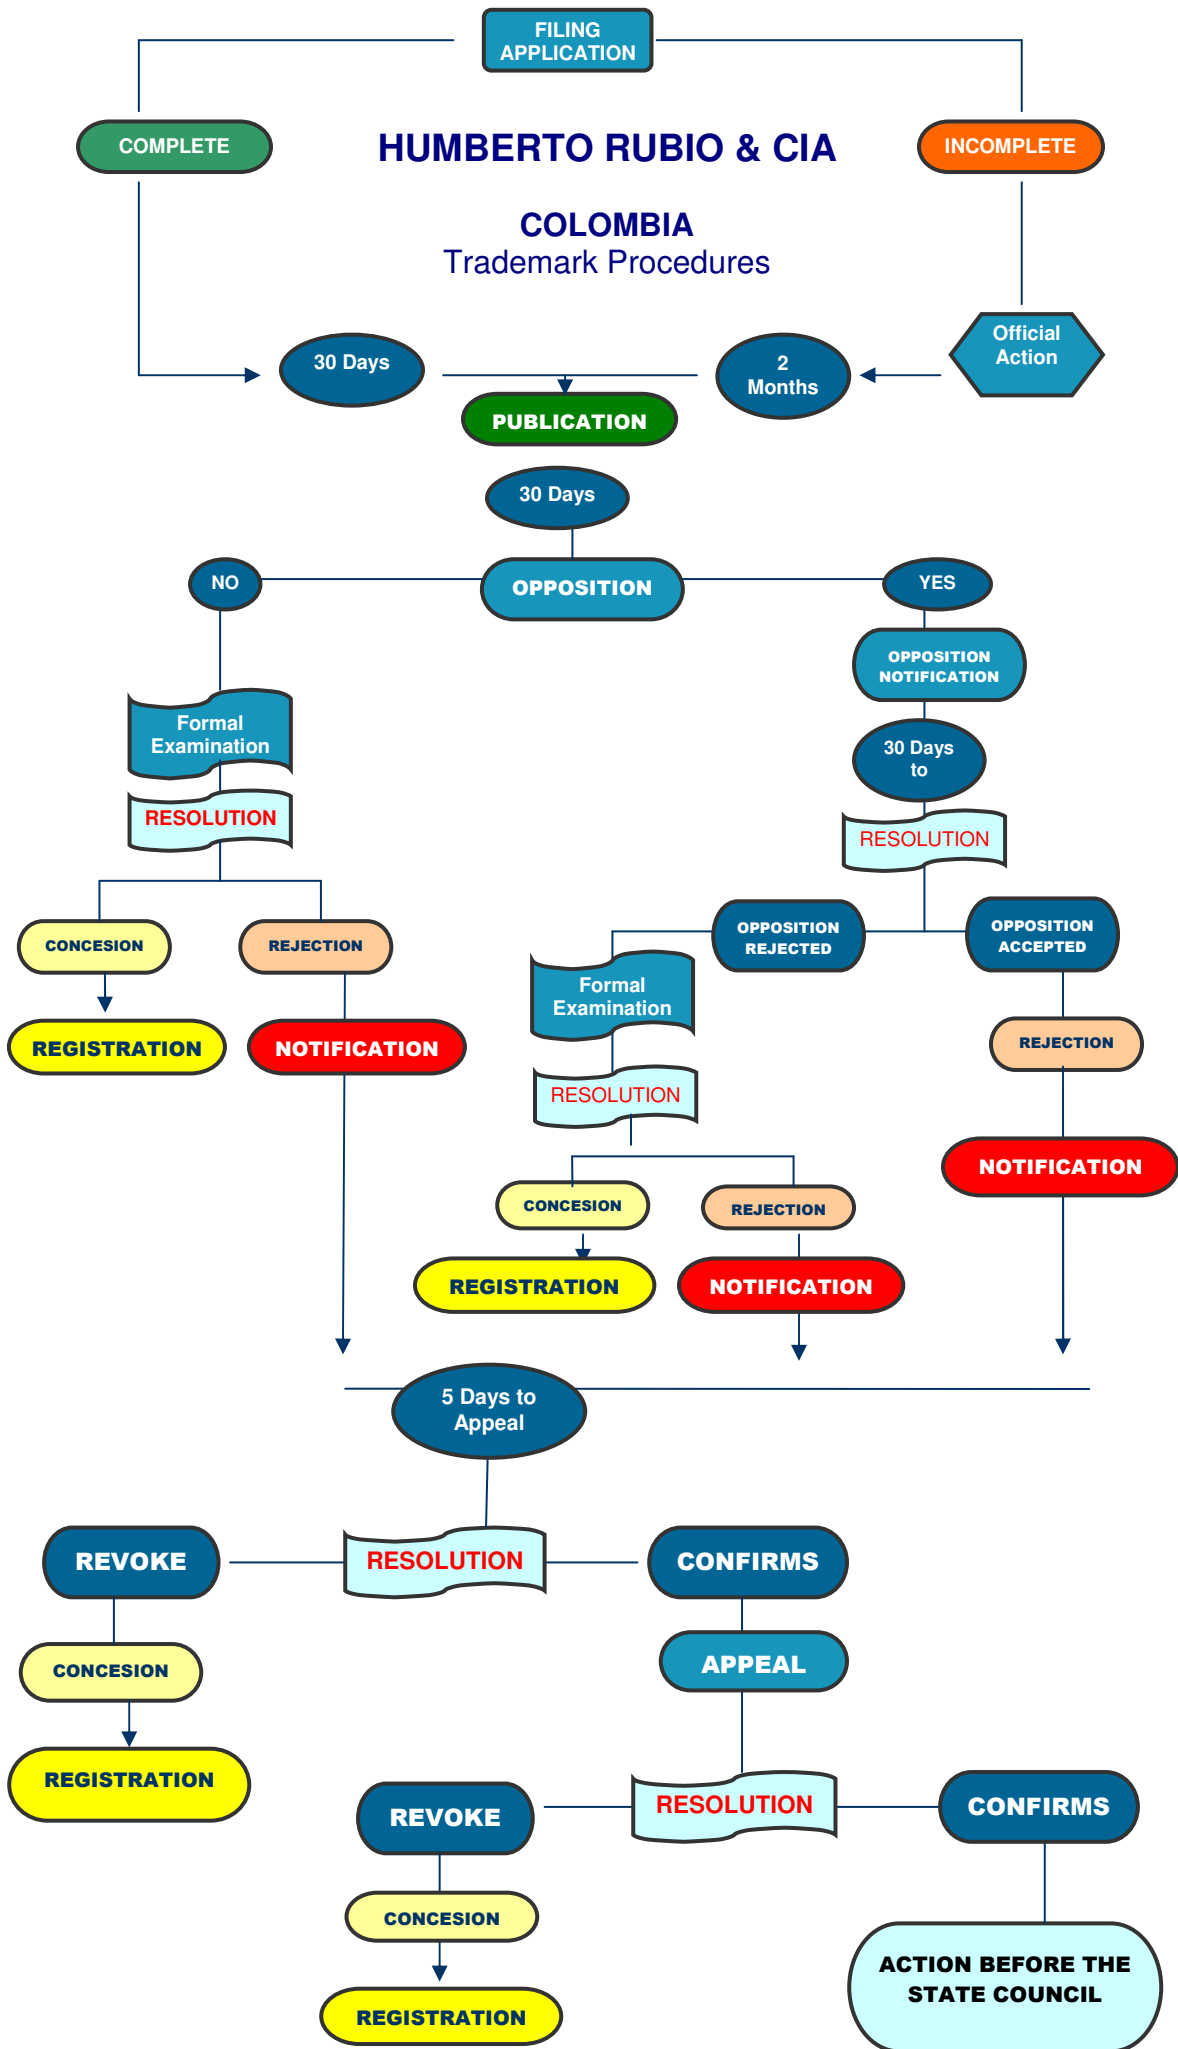 FILING
APPLICATION
COMPLETE
HUMBERTO RUBIO & CIA
INCOMPLETE
COLOMBIA
Trademark Procedures
30 Days
2
Months
Official
Action
PUBLICATION
30 Days
NO
OPPOSITION
YES
OPPOSITION
NOTIFICATION
Formal
Examination
30 Days
to
RESOLUTION
RESOLUTION
CONCESION
REJECTION
OPPOSITION
REJECTED
OPPOSITION
ACCEPTED
Formal
Examination
REGISTRATION
NOTIFICATION
REJECTION
RESOLUTION
NOTIFICATION
CONCESION
REJECTION
REGISTRATION
NOTIFICATION
5 Days to
Appeal
REVOKE
RESOLUTION
CONFIRMS
CONCESION
APPEAL
REGISTRATION
REVOKE
RESOLUTION
CONFIRMS
CONCESION
ACTION BEFORE THE
STATE COUNCIL
REGISTRATION